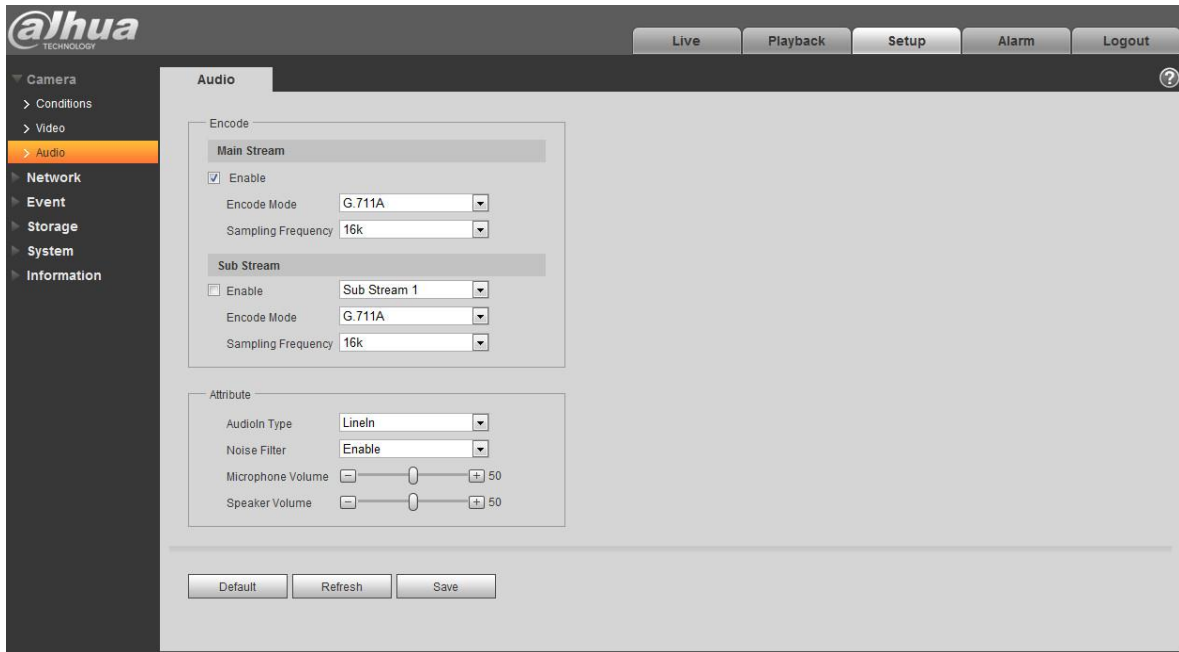 alhua
TECHNOLOGY
Live Playback Setup Alarm Logout
Camera
Conditions
Video
Audio
Network
Event
Storage
System
Information
Audio
?
Encode
Main Stream
Enable
Encode Mode G.711A
Sampling Frequency 16k
Sub Stream
Enable Sub Stream 1
Encode Mode G.711A
Sampling Frequency 16k
Attribute
AudioIn Type LineIn
Noise Filter Enable
Microphone Volume - + 50
Speaker Volume - + 50
Default Refresh Save